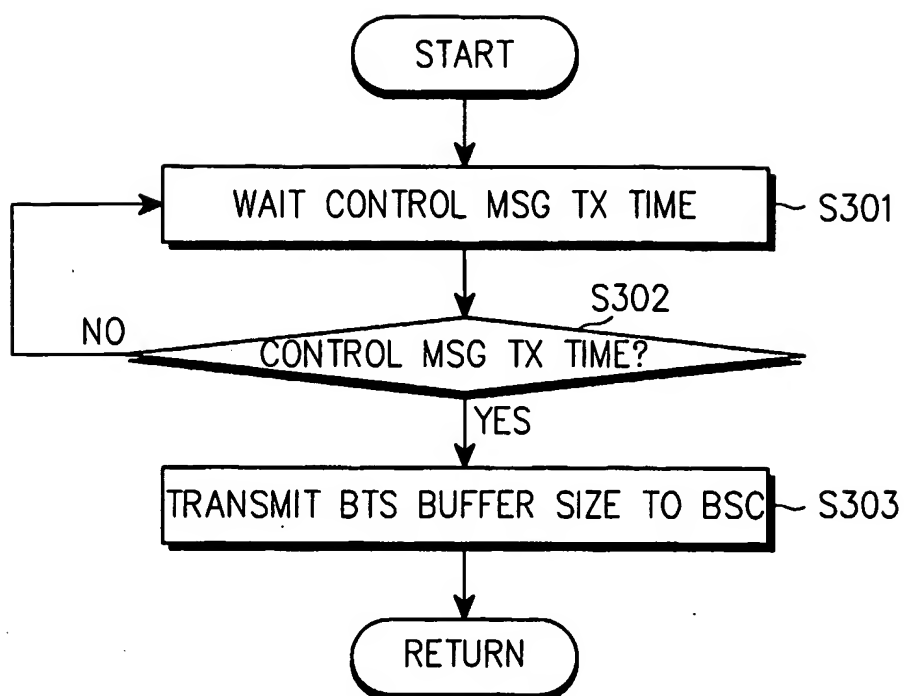 START
WAIT CONTROL MSG TX TIME
S301
S302
NO
CONTROL MSG TX TIME?
YES
TRANSMIT BTS BUFFER SIZE TO BSC
S303
RETURN